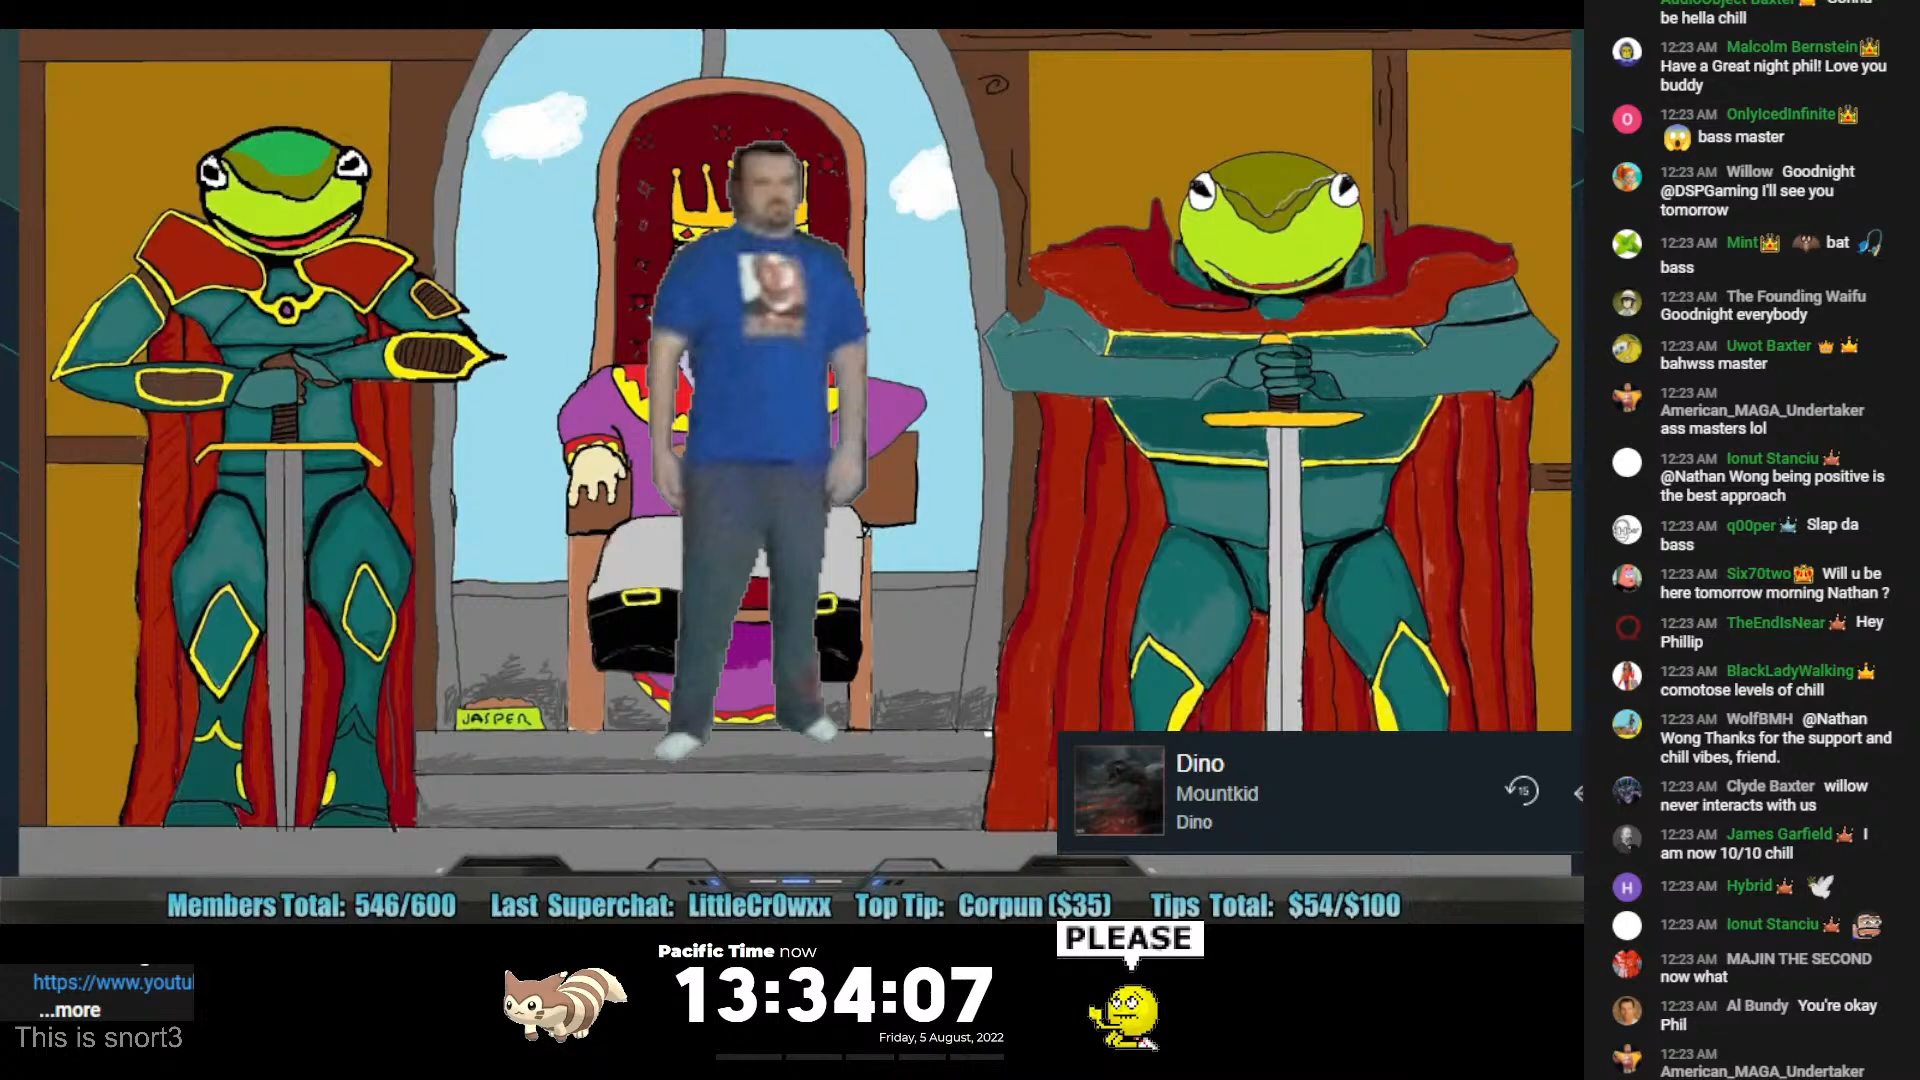 be hella chill
12:23 AM Malcolm Bernstein
Have a Great night phil! Love you
buddy
12:23 AM OnlyIcedInfinite
bass master
12:23 AM Willow Goodnight
@DSPGaming I'll see you
tomorrow
12:23 AM Mint bat
bass
12:23 AM The Founding Waifu
Goodnight everybody
12:23 AM Uwot Baxter
bahwss master
12:23 AM
American_MAGA_Undertaker
ass masters lol
12:23 AM Ionut Stanciu
@Nathan Wong being positive is
the best approach
12:23 AM q00per Slap da
bass
12:23 AM Six70two Will u be
here tomorrow morning Nathan ?
12:23 AM TheEndIsNear Hey
Phillip
12:23 AM BlackLadyWalking
comotose levels of chill
12:23 AM WolfBMH @Nathan
Wong Thanks for the support and
chill vibes, friend.
12:23 AM Clyde Baxter willow
never interacts with us
12:23 AM James Garfield I
am now 10/10 chill
12:23 AM Hybrid
12:23 AM Ionut Stanciu
12:23 AM MAJIN THE SECOND
now what
12:23 AM Al Bundy You're okay
Phil
12:23 AM
American_MAGA_Undertaker
JASPER
Dino
Mountkid
Dino
15
Members Total: 546/600 Last Superchat: LittleCr0wxx Top Tip: Corpun ($35) Tips Total: $54/$100
PLEASE
Pacific Time now
13:34:07
Friday, 5 August, 2022
https://www.youtu
...more
This is snort3